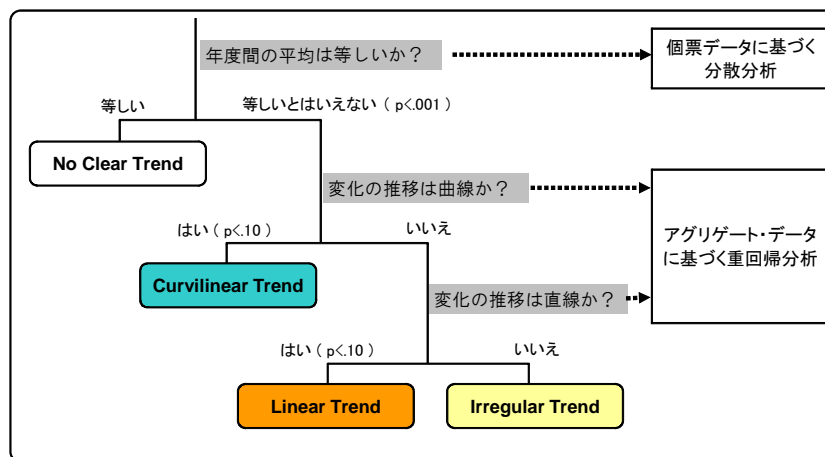 年度間の平均は等しいか？
個票データに基づく
分散分析
等しい
等しいとはいえない（ p<.001）
No Clear Trend
変化の推移は曲線か？
アグリゲート・データ
に基づく重回帰分析
はい（ p<.10）
いいえ
Curvilinear Trend
変化の推移は直線か？
はい（ p<.10）
いいえ
Linear Trend
Irregular Trend